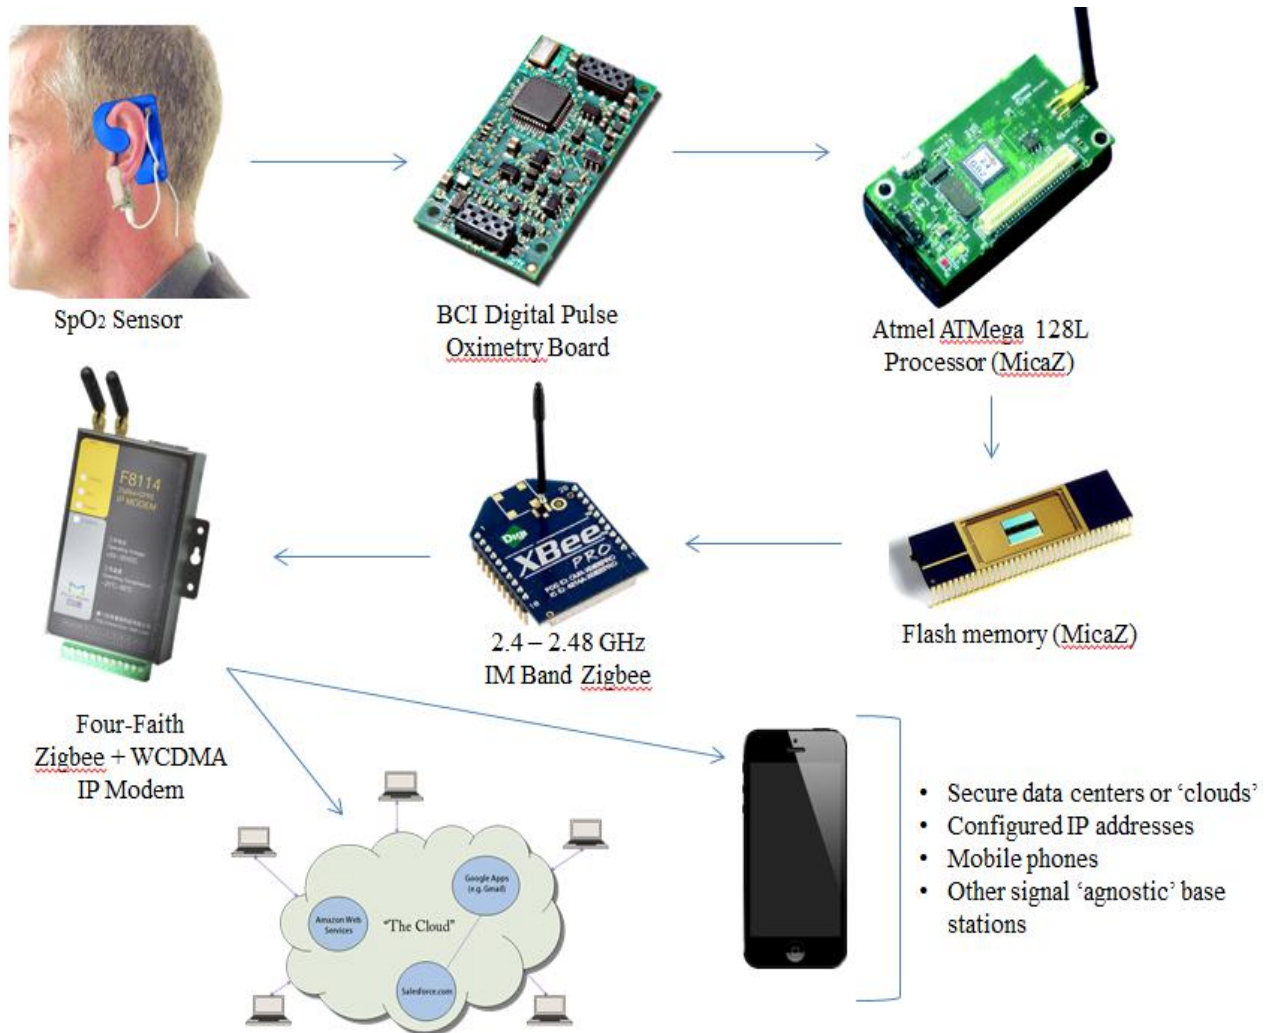 SpO2 Sensor
BCI Digital Pulse
Oximetry Board
Atmel ATMega 128L
Processor (MicaZ)
F8114
IP MODEM
Four-Faith
Zigbee + WCDMA
IP Modem
Digi
XBee
PRO
2.4 – 2.48 GHz
IM Band Zigbee
Flash memory (MicaZ)
Google Apps
(e.g. Gmail)
Amazon Web
Services
“The Cloud”
Salesforce.com
• Secure data centers or ‘clouds’
• Configured IP addresses
• Mobile phones
• Other signal ‘agnostic’ base
stations